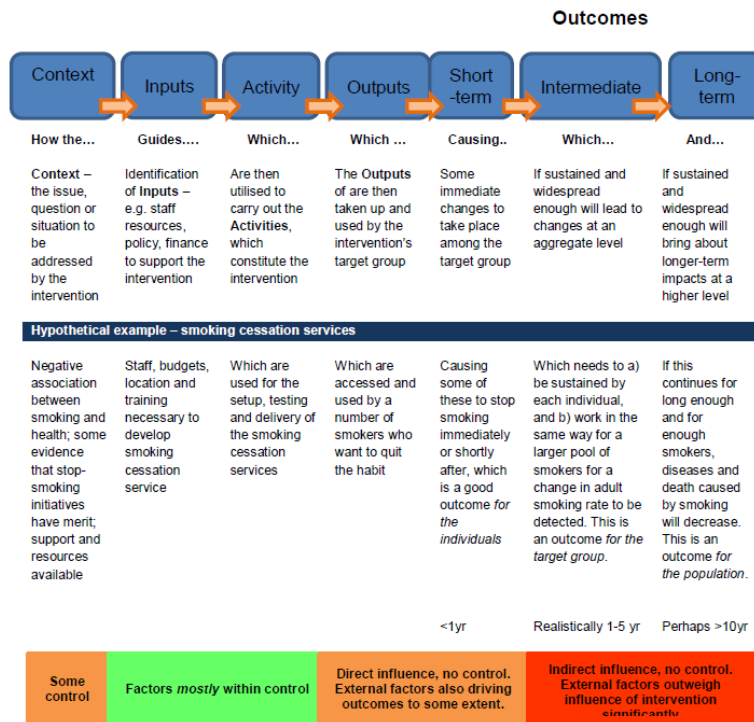 Outcomes
Context
Inputs
Activity
Outputs
Short
-term
Intermediate
Long-
term
How the...
Guides....
Which...
Which ...
Causing..
Which...
And...
Context –
the issue,
question or
situation to
be
addressed
by the
intervention
Identification
of Inputs –
e.g. staff
resources,
policy, finance
to support the
intervention
Are then
utilised to
carry out the
Activities,
which
constitute the
intervention
The Outputs
of are then
taken up and
used by the
intervention's
target group
Some
immediate
changes to
take place
among the
target group
If sustained and
widespread
enough will lead to
changes at an
aggregate level
If
sustained
and
widespread
enough will
bring about
longer-term
impacts at a
higher level
Hypothetical example – smoking cessation services
Negative
association
between
smoking and
health; some
evidence
that stop-
smoking
initiatives
have merit;
support and
resources
available
Staff, budgets,
location and
training
necessary to
develop
smoking
cessation
service
Which are
used for the
setup, testing
and delivery of
the smoking
cessation
services
Which are
accessed and
used by a
number of
smokers who
want to quit
the habit
Causing
some of
these to stop
smoking
immediately
or shortly
after, which
is a good
outcome for
the
individuals
Which needs to a)
be sustained by
each individual,
and b) work in the
same way for a
larger pool of
smokers for a
change in adult
smoking rate to be
detected. This is
an outcome for the
target group.
If this
continues for
long enough
and for
enough
smokers,
diseases and
death caused
by smoking
will decrease.
This is an
outcome for
the population.
<1yr
Realistically 1-5 yr
Perhaps >10yr
Some
control
Factors mostly within control
Direct influence, no control.
External factors also driving
outcomes to some extent.
Indirect influence, no control.
External factors outweigh
influence of intervention
significantly